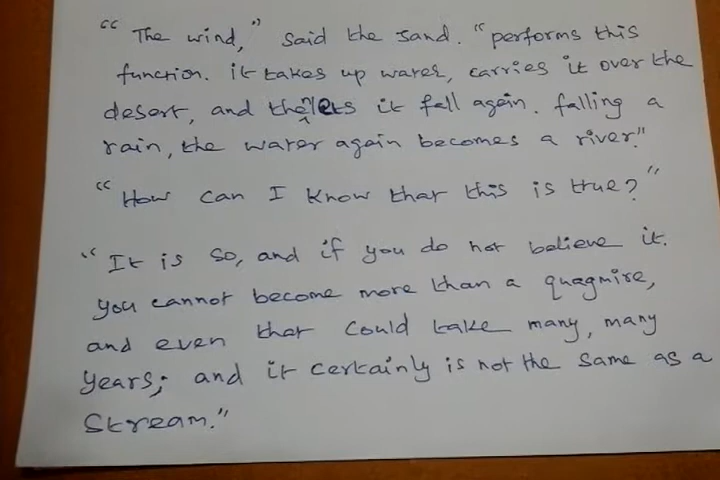 “The wind,” said the sand. “performs this
function. it takes up water, carries it over the
desert, and then lets it fall again. falling a
rain, the water again becomes a river."
“How can I know that this is true?”
“It is so, and if you do not believe it.
you cannot become more than a quagmire,
and even that could take many, many
years; and it certainly is not the same as a
stream.”